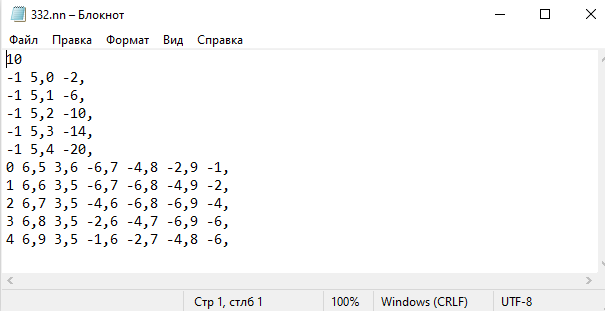 332.nn – Блокнот
Файл Правка Формат Вид Справка
10
-1 5,0 -2,
-1 5,1 -6,
-1 5,2 -10,
-1 5,3 -14,
-1 5,4 -20,
0 6,5 3,6 -6,7 -4,8 -2,9 -1,
1 6,6 3,5 -6,7 -6,8 -4,9 -2,
2 6,7 3,5 -4,6 -6,8 -6,9 -4,
3 6,8 3,5 -2,6 -4,7 -6,9 -6,
4 6,9 3,5 -1,6 -2,7 -4,8 -6,
Стр 1, стлб 1 100% Windows (CRLF) UTF-8